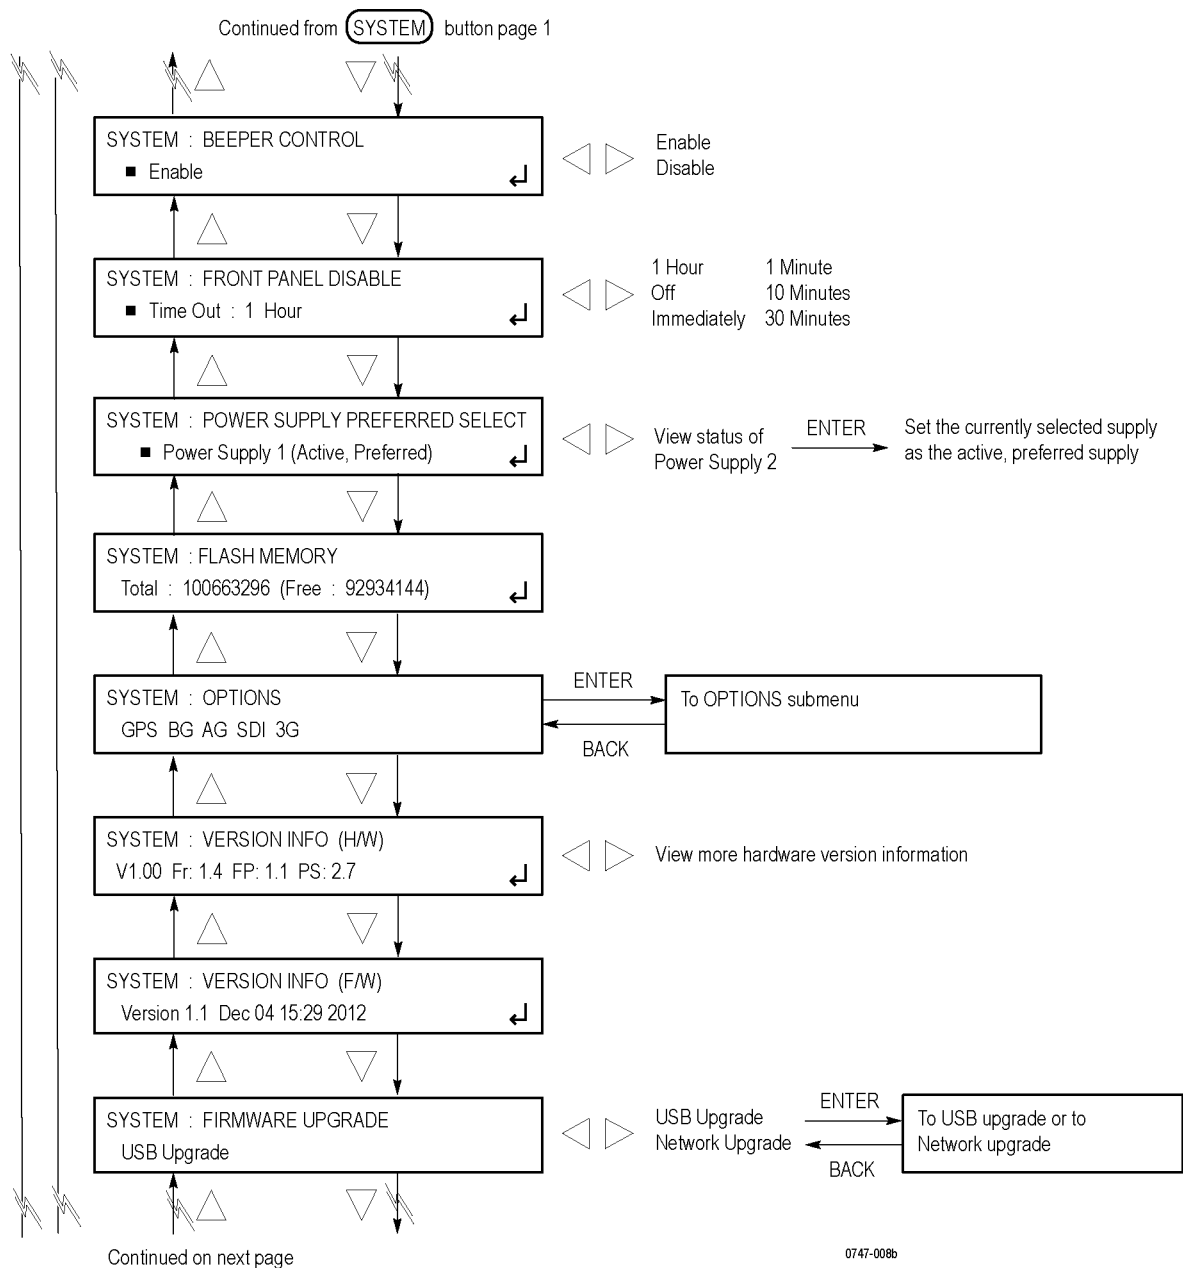 Continued from SYSTEM button page 1
SYSTEM : BEEPER CONTROL
■ Enable
Enable
Disable
SYSTEM : FRONT PANEL DISABLE
■ Time Out : 1 Hour
1 Hour 1 Minute
Off 10 Minutes
Immediately 30 Minutes
SYSTEM : POWER SUPPLY PREFERRED SELECT
■ Power Supply 1 (Active, Preferred)
View status of
Power Supply 2
ENTER
Set the currently selected supply
as the active, preferred supply
SYSTEM : FLASH MEMORY
Total : 100663296 (Free : 92934144)
SYSTEM : OPTIONS
GPS BG AG SDI 3G
ENTER
BACK
To OPTIONS submenu
SYSTEM : VERSION INFO (H/W)
V1.00 Fr: 1.4 FP: 1.1 PS: 2.7
View more hardware version information
SYSTEM : VERSION INFO (F/W)
Version 1.1 Dec 04 15:29 2012
SYSTEM : FIRMWARE UPGRADE
USB Upgrade
USB Upgrade
Network Upgrade
ENTER
BACK
To USB upgrade or to
Network upgrade
Continued on next page
0747-008b